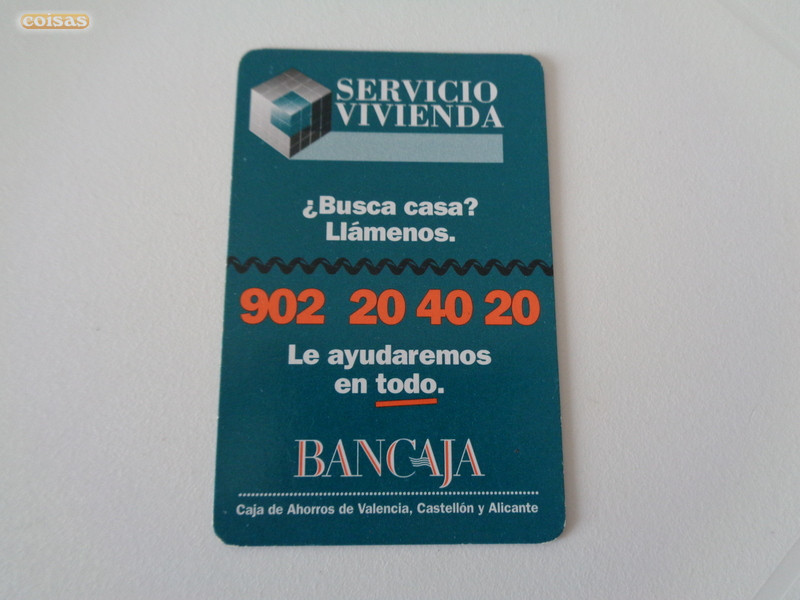 coisas
SERVICIO
VIVIENDA
¿Busca casa?
Llámenos.
902 20 40 20
Le ayudaremos
en todo.
BANCAJA
Caja de Ahorros de Valencia, Castellón y Alicante